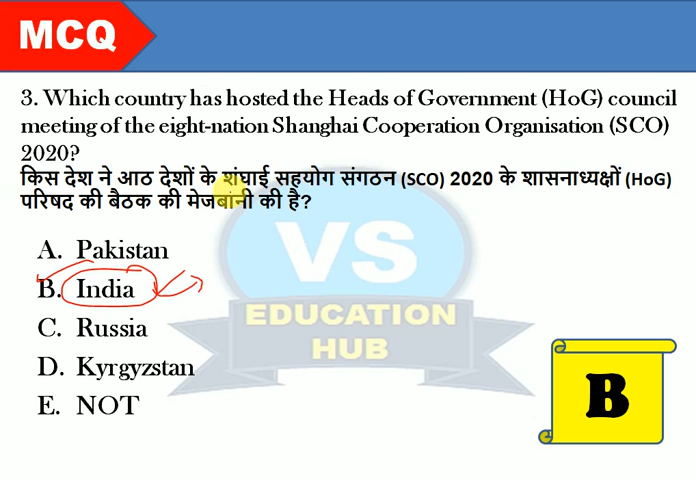 MCQ
3. Which country has hosted the Heads of Government (HoG) council
meeting of the eight-nation Shanghai Cooperation Organisation (SCO)
2020?
किस देश ने आठ देशों के शंघाई सहयोग संगठन (SCO) 2020 के शासनाध्यक्षों (HoG)
परिषद की बैठक की मेजबानी की है?
A. Pakistan
B. India
C. Russia
D. Kyrgyzstan
E. NOT
VS
EDUCATION
HUB
B